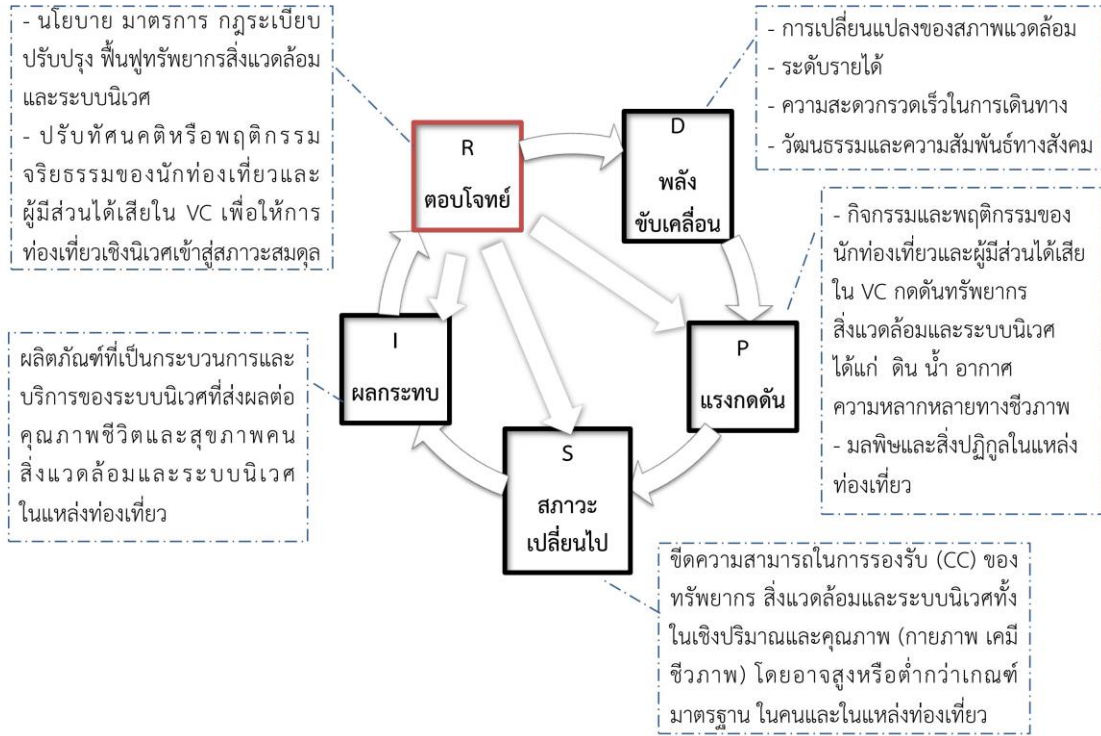 - นโยบาย มาตรการ กฎระเบียบ
ปรับปรุง ฟื้นฟูทรัพยากรสิ่งแวดล้อม
และระบบนิเวศ
- ปรับทัศนคติหรือพฤติกรรม
จริยธรรมของนักท่องเที่ยวและ
ผู้มีส่วนได้เสียใน VC เพื่อให้การ
ท่องเที่ยวเชิงนิเวศเข้าสู่สภาวะสมดุล
R
ตอบโจทย์
D
พลัง
ขับเคลื่อน
- การเปลี่ยนแปลงของสภาพแวดล้อม
- ระดับรายได้
- ความสะดวกรวดเร็วในการเดินทาง
- วัฒนธรรมและความสัมพันธ์ทางสังคม
- กิจกรรมและพฤติกรรมของ
นักท่องเที่ยวและผู้มีส่วนได้เสีย
ใน VC กดดันทรัพยากร
สิ่งแวดล้อมและระบบนิเวศ
ได้แก่ ดิน น้ำ อากาศ
ความหลากหลายทางชีวภาพ
- มลพิษและสิ่งปฏิกูลในแหล่ง
ท่องเที่ยว
I
ผลกระทบ
P
แรงกดดัน
ผลิตภัณฑ์ที่เป็นกระบวนการและ
บริการของระบบนิเวศที่ส่งผลต่อ
คุณภาพชีวิตและสุขภาพคน
สิ่งแวดล้อมและระบบนิเวศ
ในแหล่งท่องเที่ยว
S
สภาวะ
เปลี่ยนไป
ขีดความสามารถในการรองรับ (CC) ของ
ทรัพยากร สิ่งแวดล้อมและระบบนิเวศทั้ง
ในเชิงปริมาณและคุณภาพ (กายภาพ เคมี
ชีวภาพ) โดยอาจสูงหรือต่ำกว่าเกณฑ์
มาตรฐาน ในคนและในแหล่งท่องเที่ยว